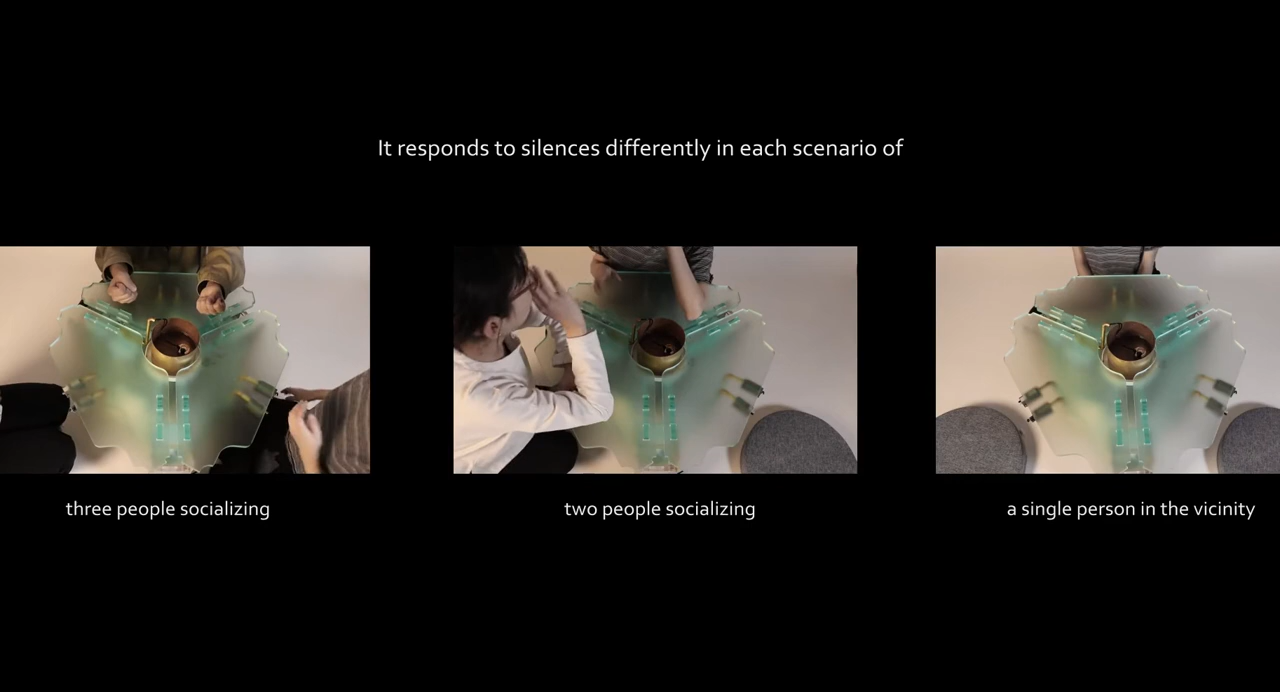 It responds to silences differently in each scenario of
three people socializing
two people socializing
a single person in the vicinity